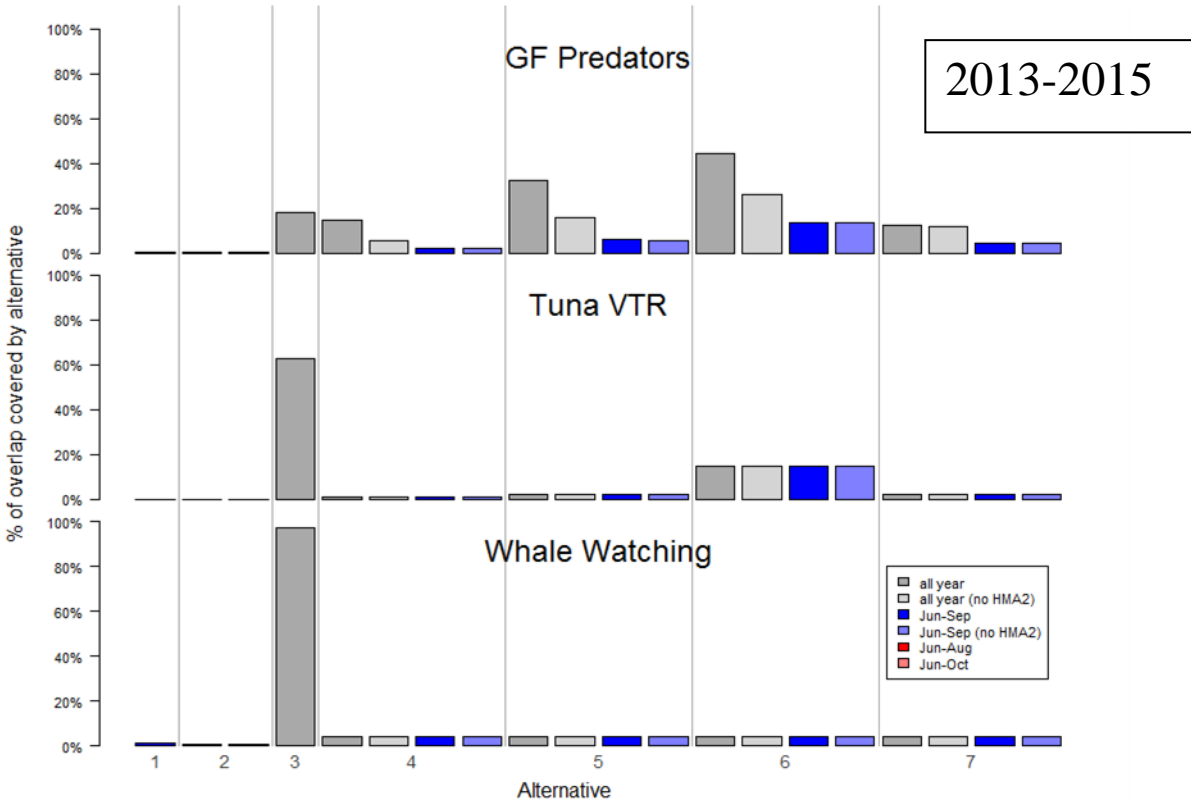 2013-2015
GF Predators
100%
80%
60%
40%
20%
0%
Tuna VTR
100%
80%
60%
40%
20%
0%
Whale Watching
100%
80%
60%
40%
20%
0%
% of overlap covered by alternative
all year
all year (no HMA2)
Jun-Sep
Jun-Sep (no HMA2)
Jun-Aug
Jun-Oct
1 2 3 4 5 6 7
Alternative